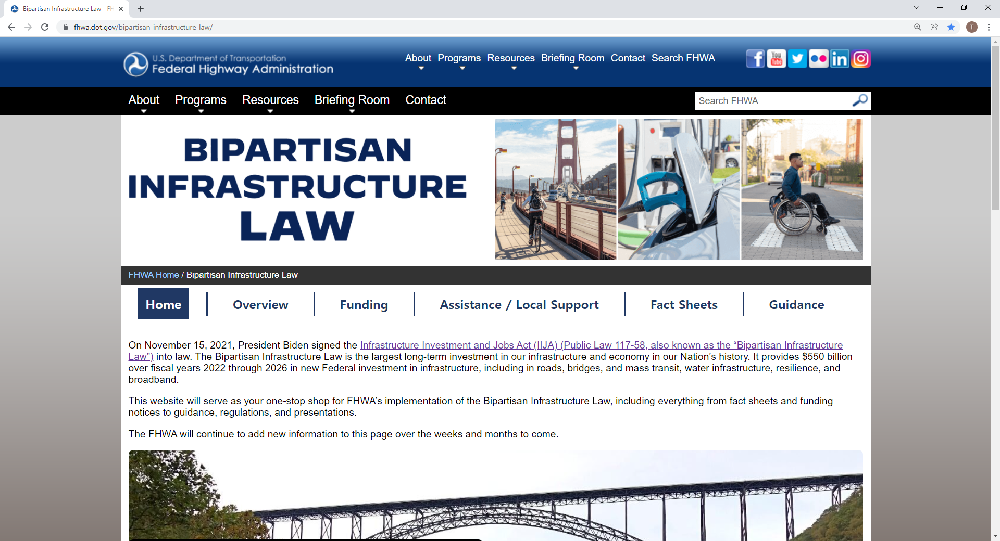 Bipartisan Infrastructure Law - FH
fhwa.dot.gov/bipartisan-infrastructure-law/
T
U.S. Department of Transportation
Federal Highway Administration
About Programs Resources Briefing Room Contact Search FHWA
f You Tube in
About Programs Resources Briefing Room Contact
Search FHWA
BIPARTISAN
INFRASTRUCTURE
LAW
FHWA Home / Bipartisan Infrastructure Law
Home Overview Funding Assistance / Local Support Fact Sheets Guidance
On November 15, 2021, President Biden signed the Infrastructure Investment and Jobs Act (IIJA) (Public Law 117-58, also known as the “Bipartisan Infrastructure
Law”) into law. The Bipartisan Infrastructure Law is the largest long-term investment in our infrastructure and economy in our Nation’s history. It provides $550 billion
over fiscal years 2022 through 2026 in new Federal investment in infrastructure, including in roads, bridges, and mass transit, water infrastructure, resilience, and
broadband.
This website will serve as your one-stop shop for FHWA’s implementation of the Bipartisan Infrastructure Law, including everything from fact sheets and funding
notices to guidance, regulations, and presentations.
The FHWA will continue to add new information to this page over the weeks and months to come.